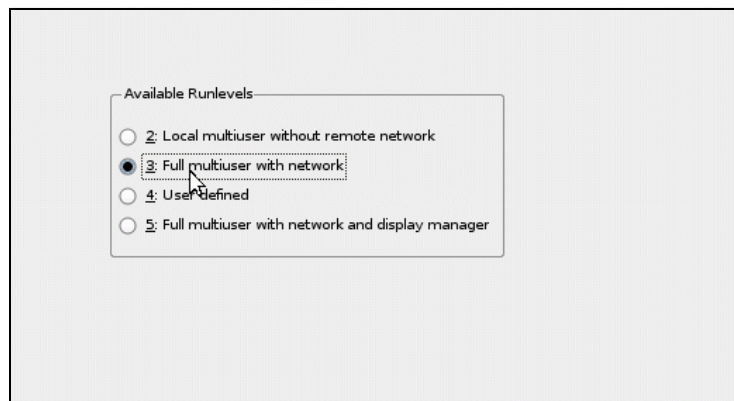 Available Runlevels
2: Local multiuser without remote network
3: Full multiuser with network
4: User defined
5: Full multiuser with network and display manager